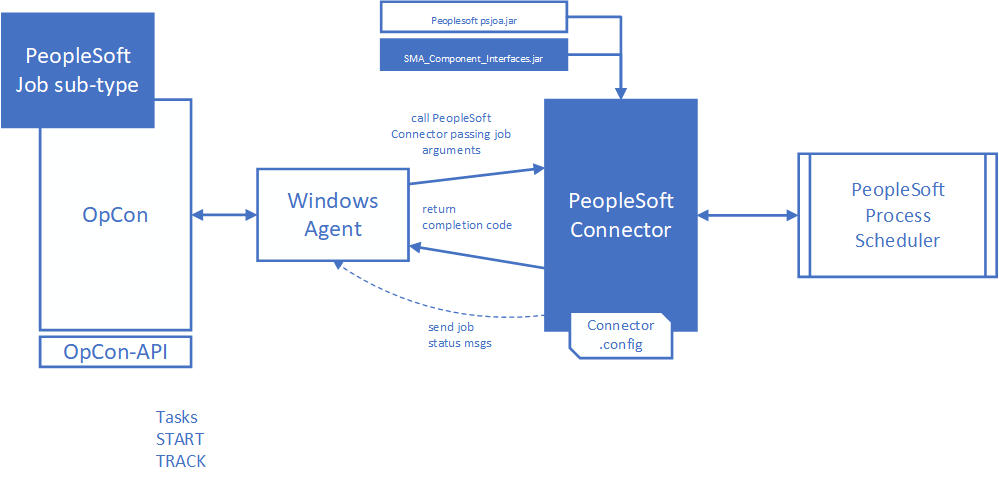 Peoplesoft psjoa.jar
SMA_Component_Interfaces.jar
PeopleSoft
Job sub-type
OpCon
OpCon-API
Windows
Agent
call PeopleSoft
Connector passing job
arguments
return
completion code
send job
status msgs
PeopleSoft
Connector
Connector
.config
PeopleSoft
Process
Scheduler
Tasks
START
TRACK